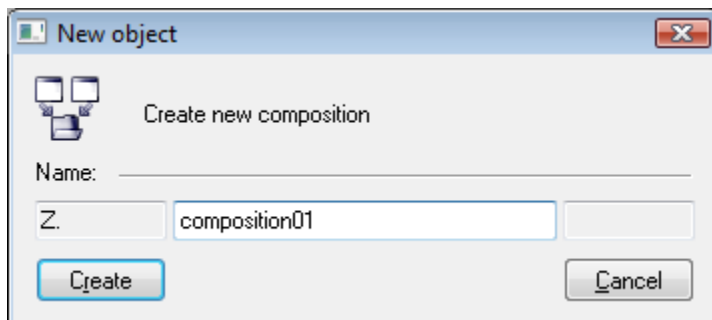 New object
Create new composition
Name:
Z. composition01
Create Cancel